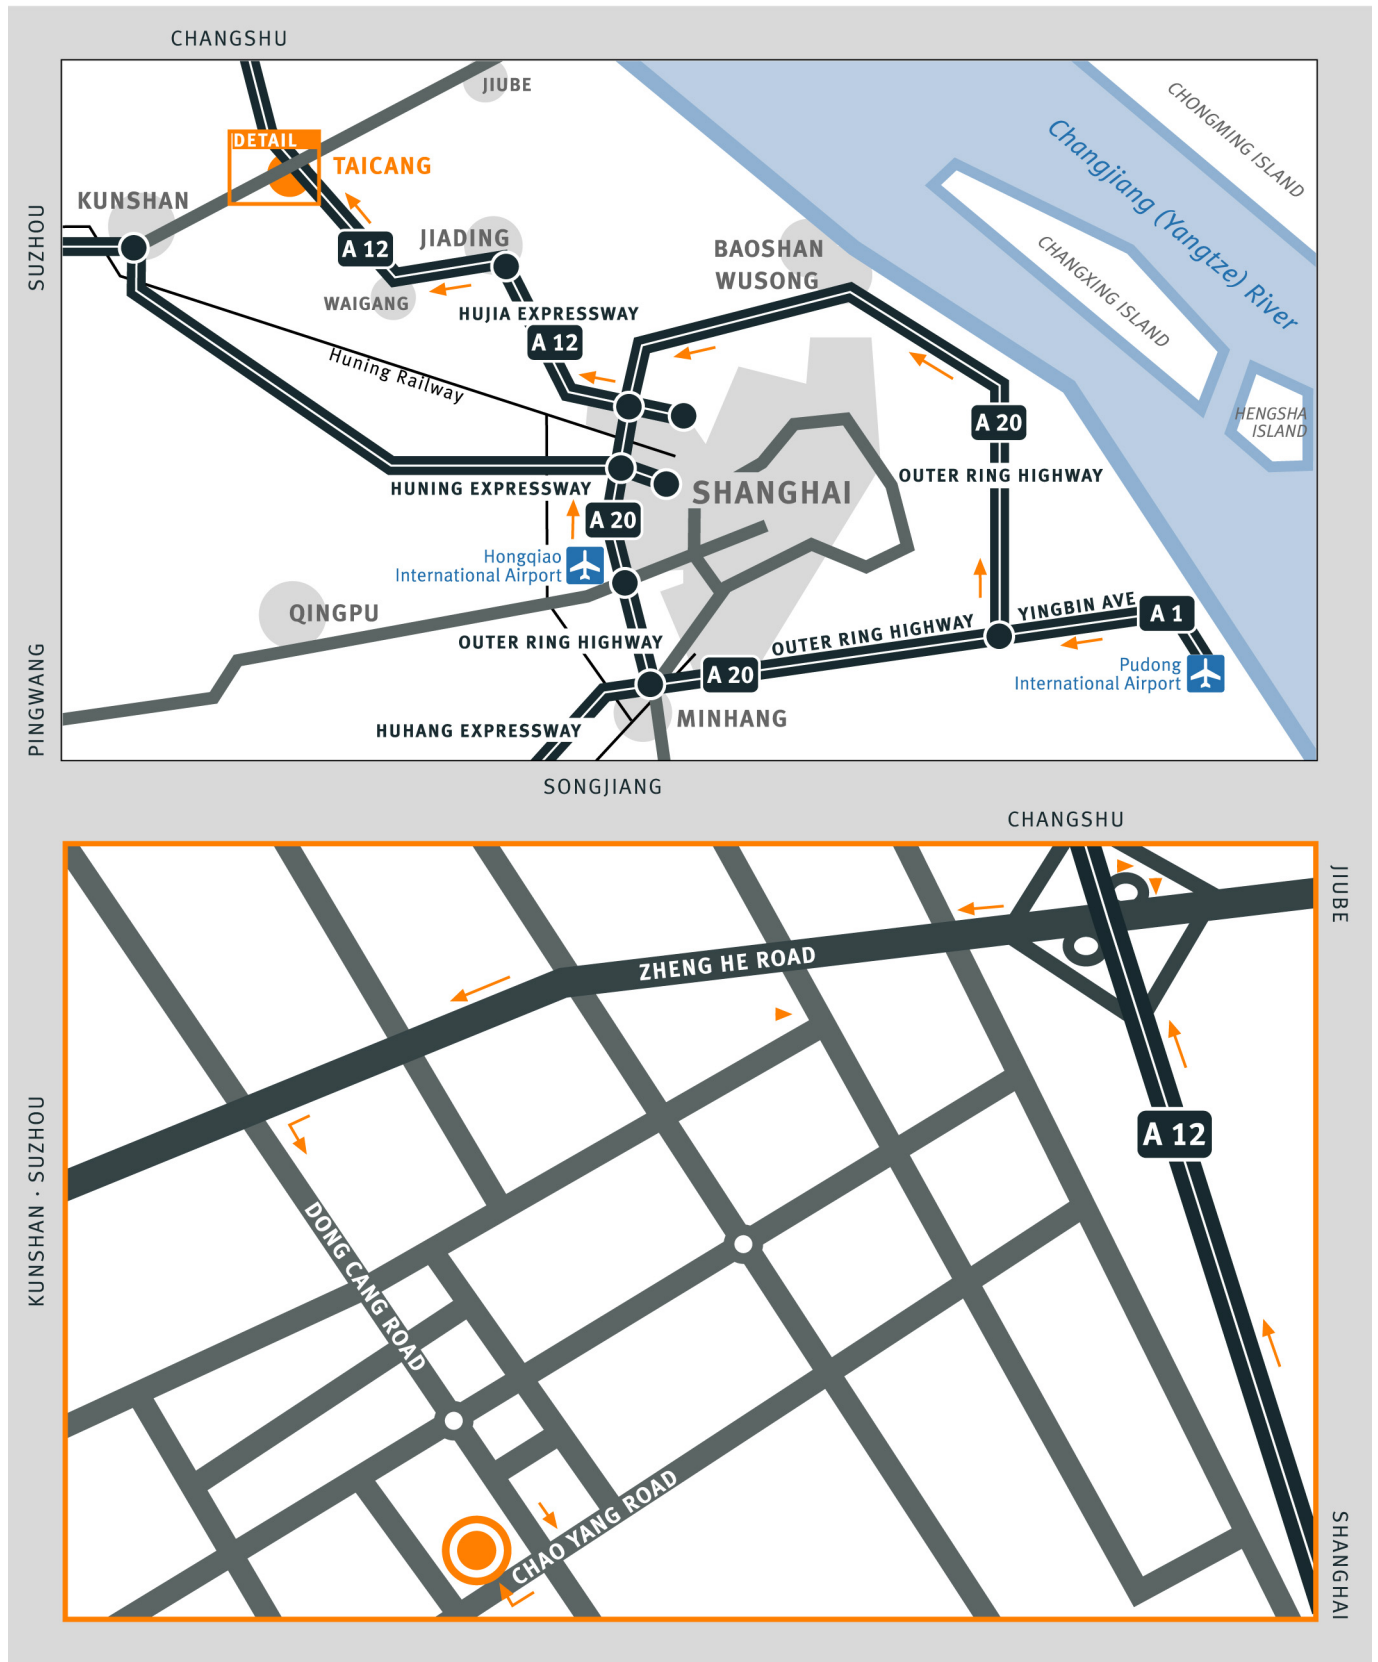 CHANGSHU
JIUBE
DETAIL
TAICANG
KUNSHAN
SUZHOU
A 12
JIADING
WAIGANG
HUJIA EXPRESSWAY
A 12
Huning Railway
BAOSHAN
WUSONG
CHONGMING ISLAND
Changjiang (Yangtze) River
CHANGXING ISLAND
HENGSHA
ISLAND
A 20
OUTER RING HIGHWAY
SHANGHAI
HUNING EXPRESSWAY
A 20
Hongqiao
International Airport
QINGPU
OUTER RING HIGHWAY
OUTER RING HIGHWAY
YINGBIN AVE
A 1
Pudong
International Airport
A 20
MINHANG
HUHANG EXPRESSWAY
PINGWANG
SONGJIANG
CHANGSHU
JIUBE
ZHENG HE ROAD
A 12
KUNSHAN · SUZHOU
DONG CANG ROAD
CHAO YANG ROAD
SHANGHAI